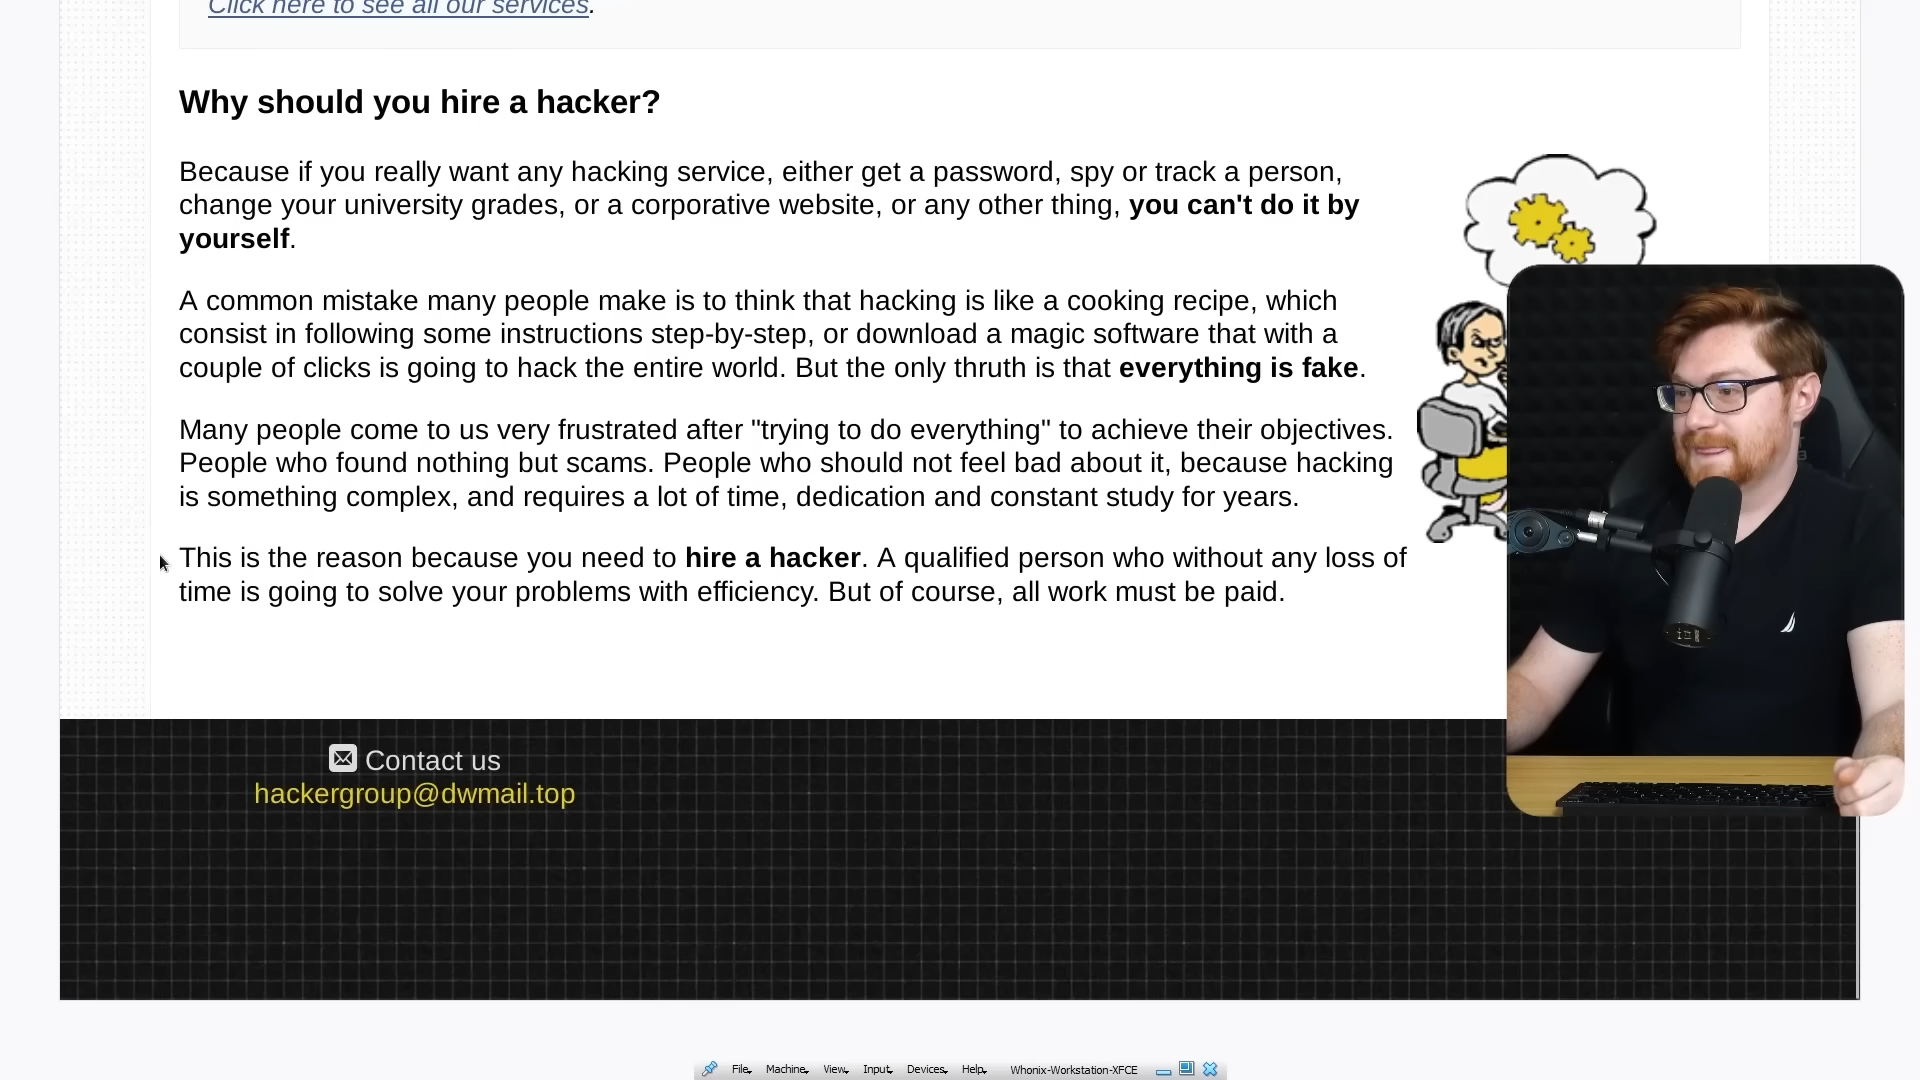 Click here to see all our services.
Why should you hire a hacker?
Because if you really want any hacking service, either get a password, spy or track a person,
change your university grades, or a corporative website, or any other thing, you can't do it by
yourself.
A common mistake many people make is to think that hacking is like a cooking recipe, which
consist in following some instructions step-by-step, or download a magic software that with a
couple of clicks is going to hack the entire world. But the only thruth is that everything is fake.
Many people come to us very frustrated after "trying to do everything" to achieve their objectives.
People who found nothing but scams. People who should not feel bad about it, because hacking
is something complex, and requires a lot of time, dedication and constant study for years.
This is the reason because you need to hire a hacker. A qualified person who without any loss of
time is going to solve your problems with efficiency. But of course, all work must be paid.
Contact us
hackergroup@dwmail.top
File Machine View Input Devices Help Whonix-Workstation-XFCE